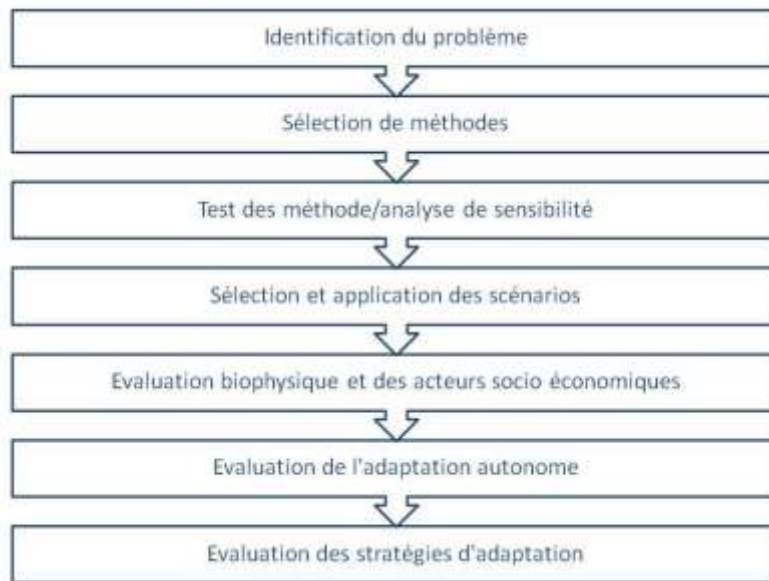 Identification du problème
Sélection de méthodes
Test des méthode/analyse de sensibilité
Sélection et application des scénarios
Evaluation biophysique et des acteurs socio économiques
Evaluation de l'adaptation autonome
Evaluation des stratégies d'adaptation